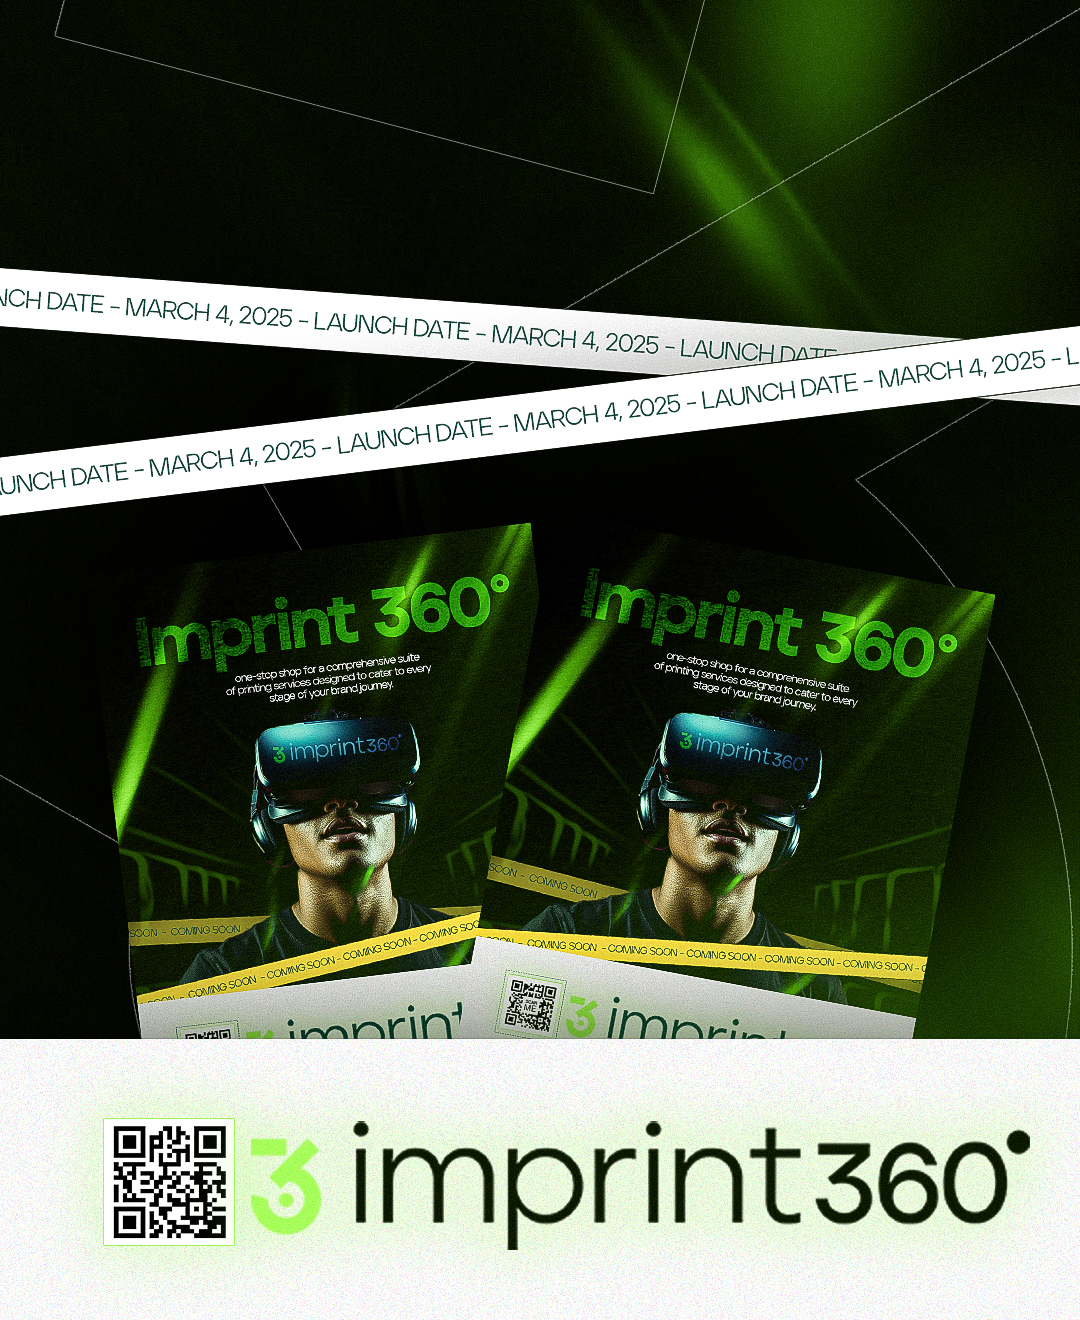 NCH DATE - MARCH 4, 2025 - LAUNCH DATE - MARCH 4, 2025 - LAUNCH DATE
UNCH DATE - MARCH 4, 2025 - LAUNCH DATE - MARCH 4, 2025 - LAUNCH DATE - MARCH 4, 2025 - L
Imprint 360°
one-stop shop for a comprehensive suite
of printing services designed to cater to every
stage of your brand journey.
imprint360°
SOON - COMING SOON
- COMING SOON - COMING SOON - COMING SOON - COMING SOON
imprint
Imprint 360°
one-stop shop for a comprehensive suite
of printing services designed to cater to every
stage of your brand journey.
imprint360°
SOON - COMING SOON
- COMING SOON - COMING SOON - COMING SOON - COMING SOON - COMING SOON
SCAN
ME
imprint
imprint360°